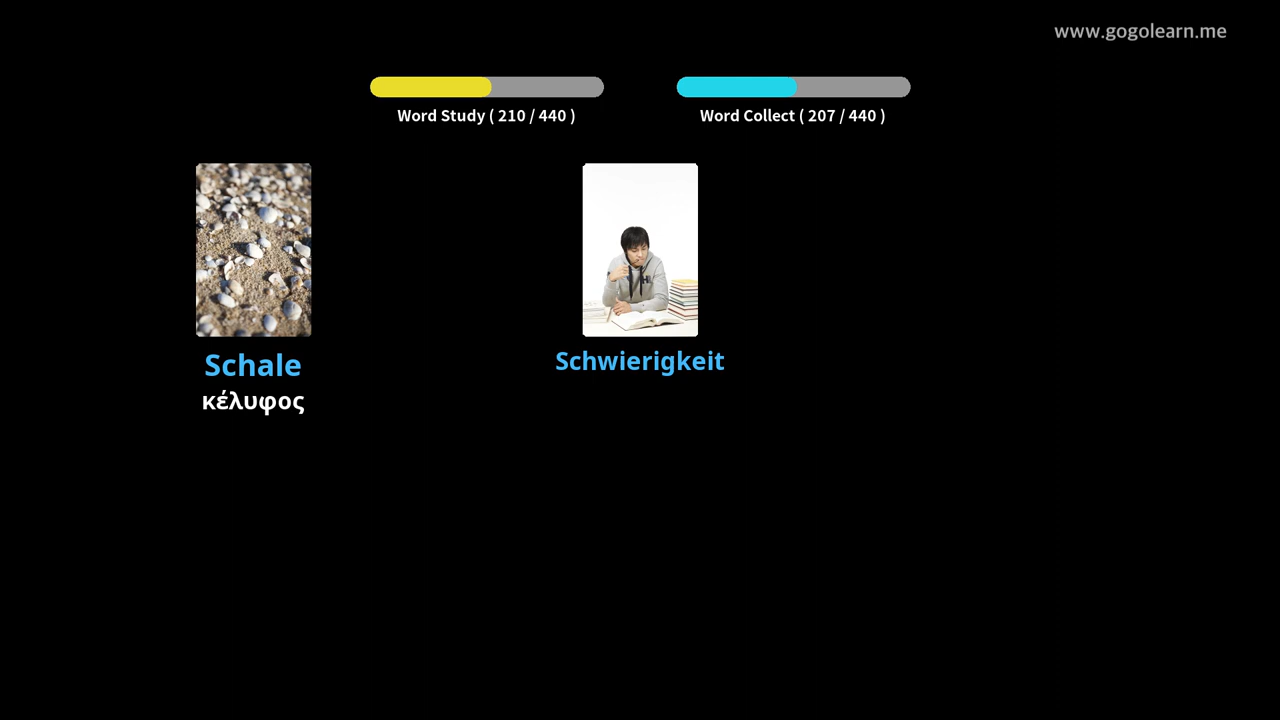 www.gogolearn.me
Word Study ( 210 / 440 )
Word Collect ( 207 / 440 )
Schale
κέλυφος
Schwierigkeit